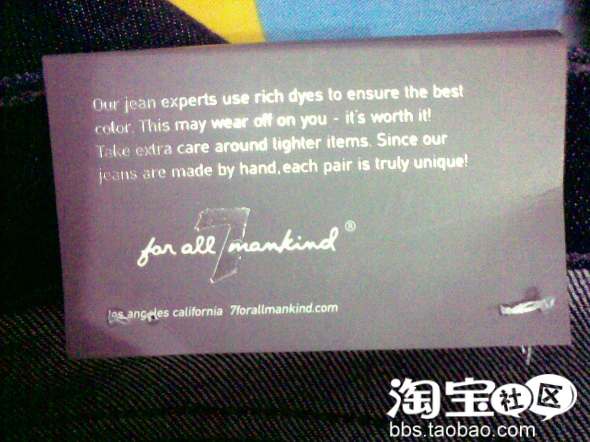 Our jean experts use rich dyes to ensure the best
color. This may wear off on you - it's worth it!
Take extra care around lighter items. Since our
jeans are made by hand, each pair is truly unique!
for all 7 mankind®
los angeles california 7forallmankind.com
淘宝社区
bbs.taobao.com